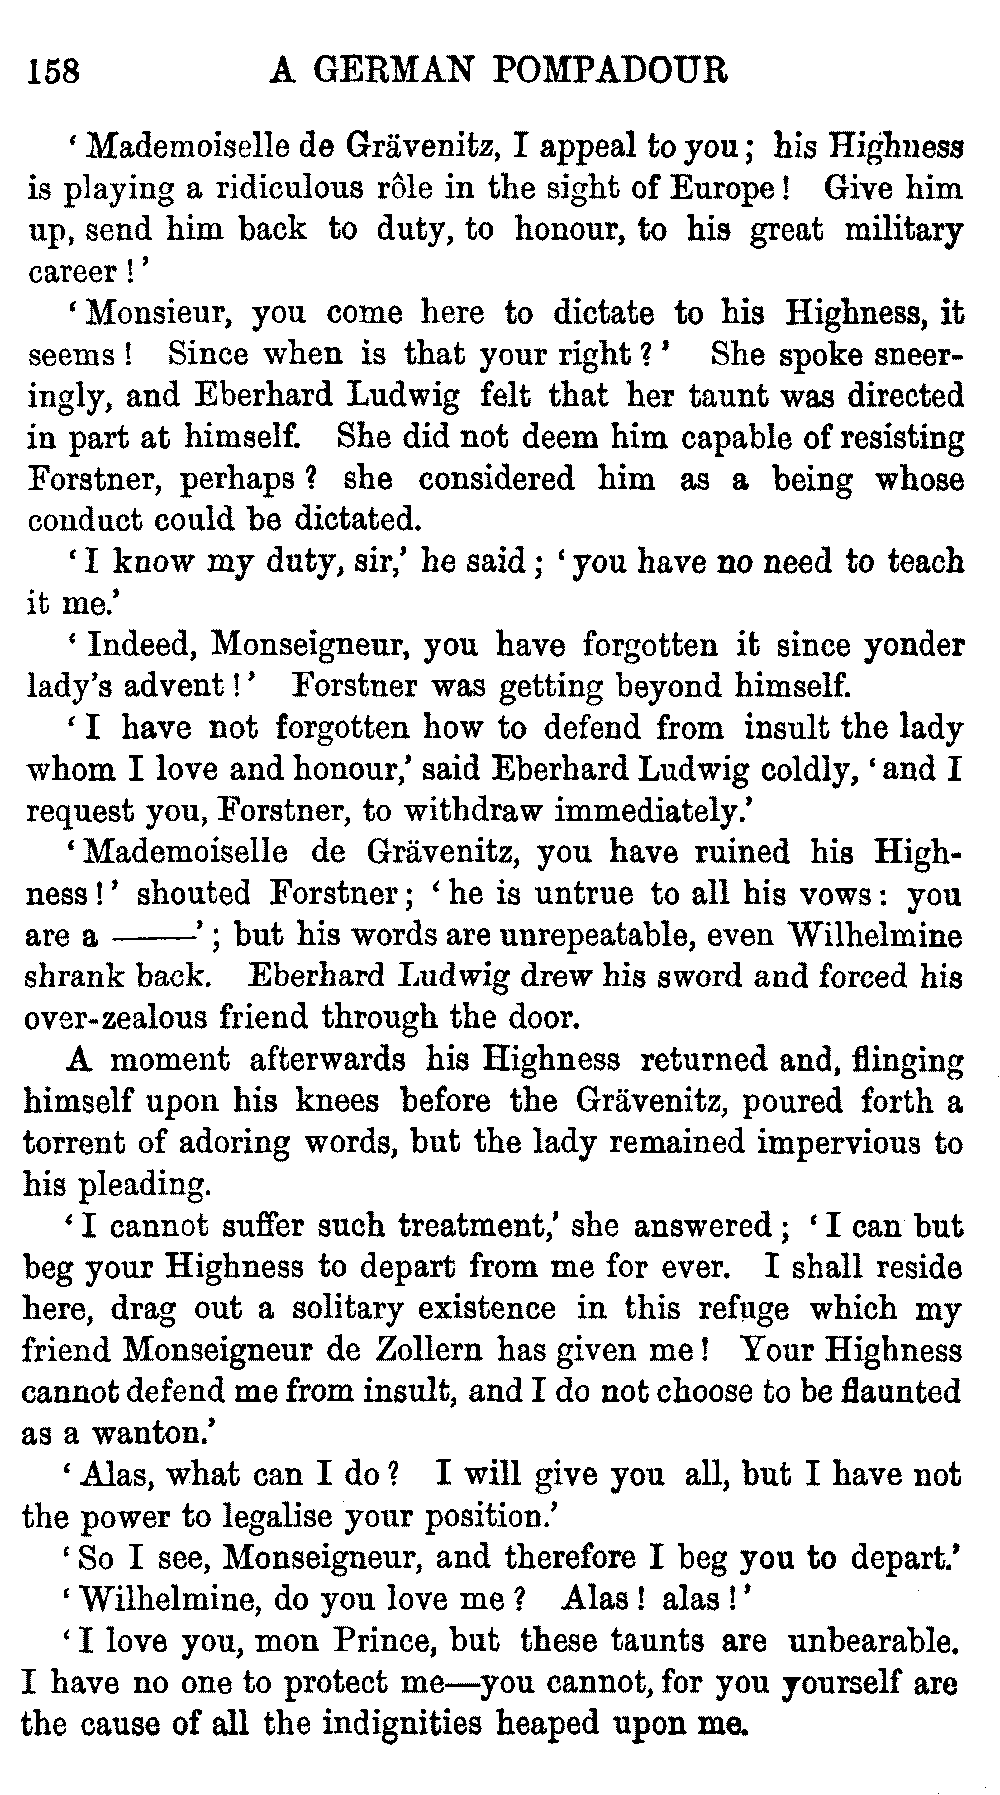 158 A GERMAN POMPADOUR
‘Mademoiselle de Grävenitz, I appeal to you; his Highness
is playing a ridiculous rôle in the sight of Europe! Give him
up, send him back to duty, to honour, to his great military
career!’
‘Monsieur, you come here to dictate to his Highness, it
seems! Since when is that your right?’ She spoke sneer-
ingly, and Eberhard Ludwig felt that her taunt was directed
in part at himself. She did not deem him capable of resisting
Forstner, perhaps? she considered him as a being whose
conduct could be dictated.
‘I know my duty, sir,’ he said; ‘you have no need to teach
it me.’
‘Indeed, Monseigneur, you have forgotten it since yonder
lady’s advent!’ Forstner was getting beyond himself.
‘I have not forgotten how to defend from insult the lady
whom I love and honour,’ said Eberhard Ludwig coldly, ‘and I
request you, Forstner, to withdraw immediately.’
‘Mademoiselle de Grävenitz, you have ruined his High-
ness!’ shouted Forstner; ‘he is untrue to all his vows: you
are a ——’; but his words are unrepeatable, even Wilhelmine
shrank back. Eberhard Ludwig drew his sword and forced his
over-zealous friend through the door.
A moment afterwards his Highness returned and, flinging
himself upon his knees before the Grävenitz, poured forth a
torrent of adoring words, but the lady remained impervious to
his pleading.
‘I cannot suffer such treatment,’ she answered; ‘I can but
beg your Highness to depart from me for ever. I shall reside
here, drag out a solitary existence in this refuge which my
friend Monseigneur de Zollern has given me! Your Highness
cannot defend me from insult, and I do not choose to be flaunted
as a wanton.’
‘Alas, what can I do? I will give you all, but I have not
the power to legalise your position.’
‘So I see, Monseigneur, and therefore I beg you to depart.’
‘Wilhelmine, do you love me? Alas! alas!’
‘I love you, mon Prince, but these taunts are unbearable.
I have no one to protect me—you cannot, for you yourself are
the cause of all the indignities heaped upon me.